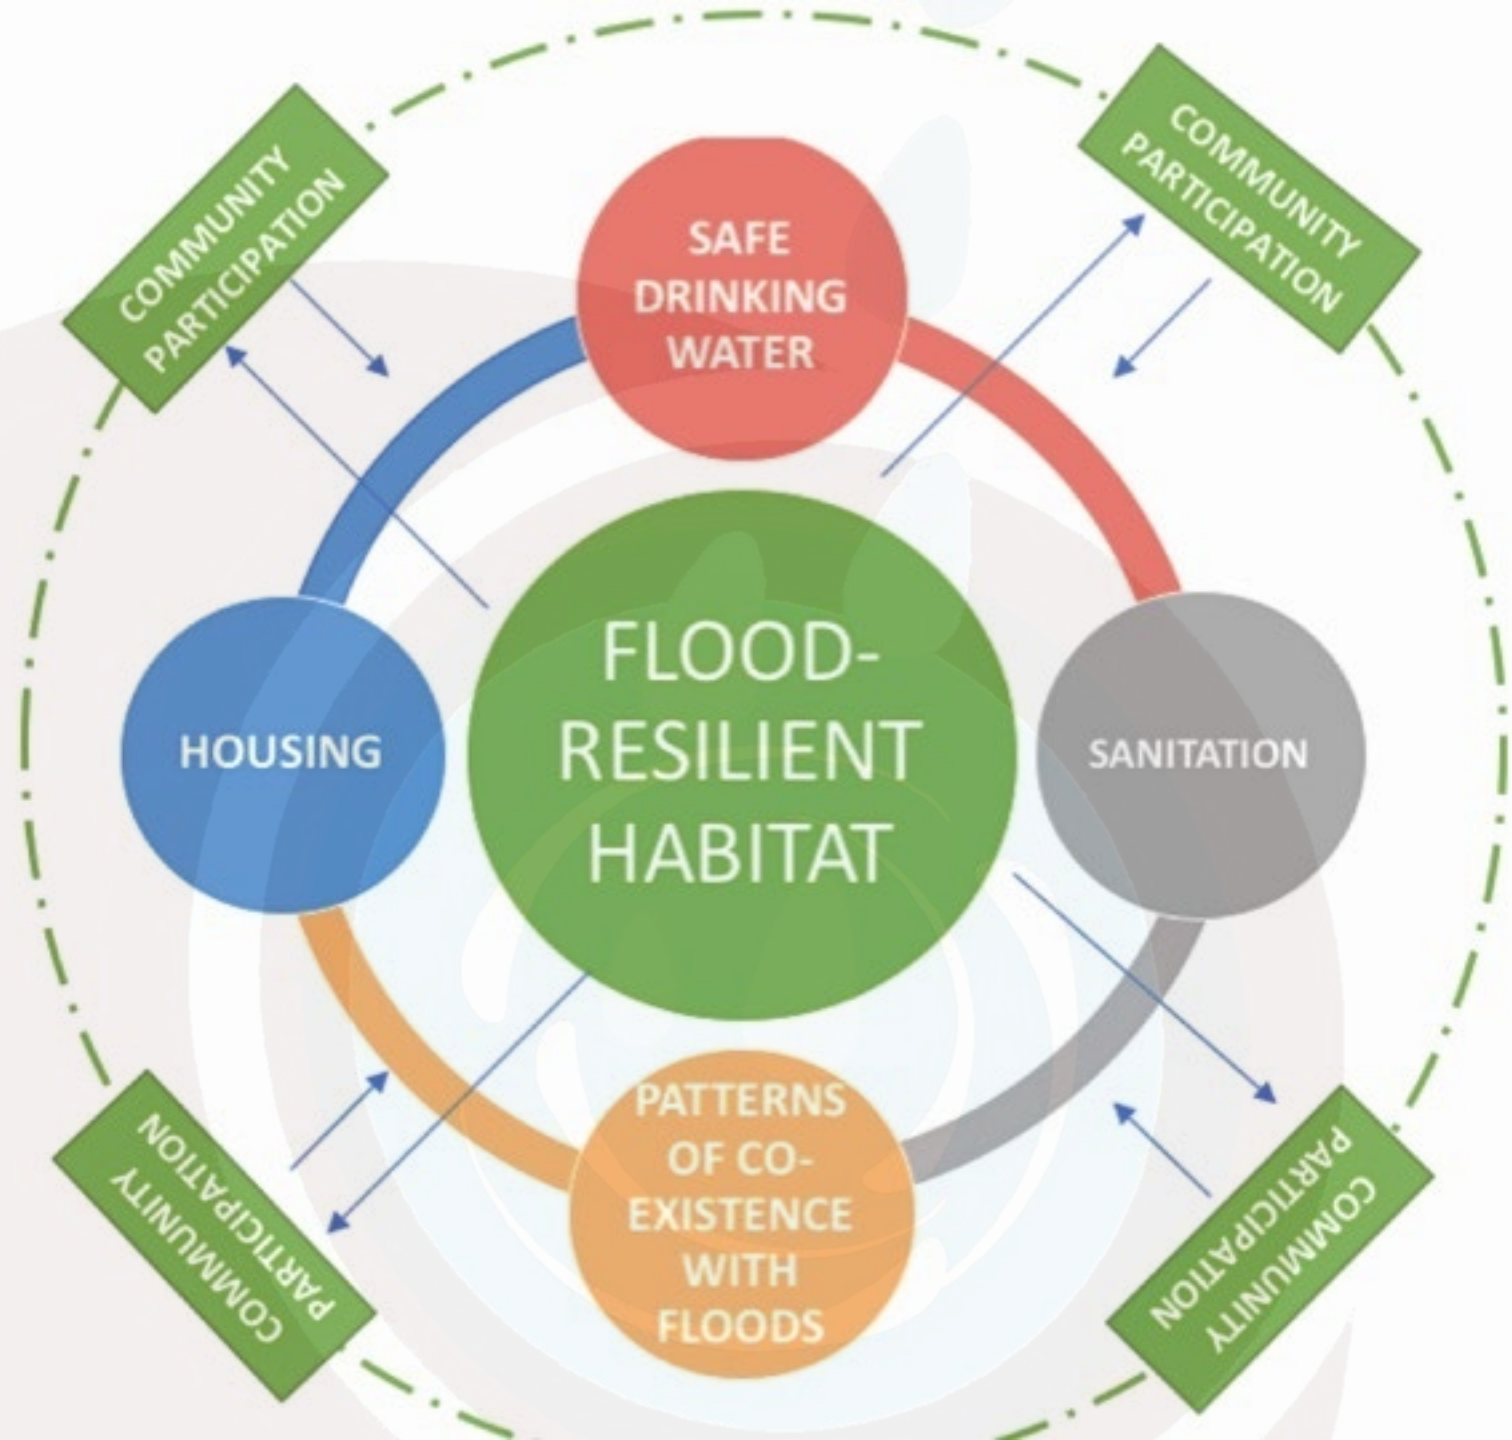 COMMUNITY
PARTICIPATION
COMMUNITY
PARTICIPATION
SAFE
DRINKING
WATER
HOUSING
FLOOD-
RESILIENT
HABITAT
SANITATION
PATTERNS
OF CO-
EXISTENCE
WITH
FLOODS
COMMUNITY
PARTICIPATION
COMMUNITY
PARTICIPATION